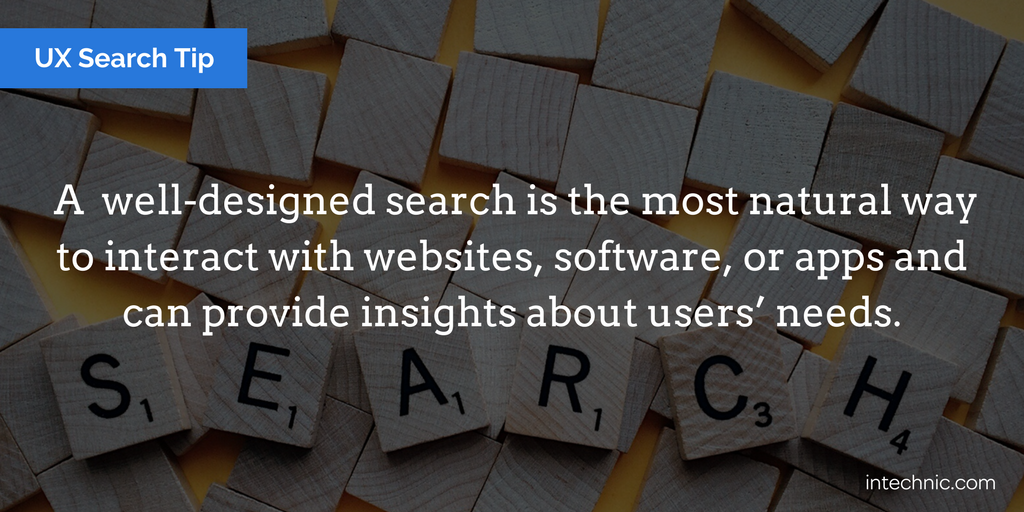 UX Search Tip
A well-designed search is the most natural way
to interact with websites, software, or apps and
can provide insights about users’ needs.
S1 E1 A1 R1 C3 H4
intechnic.com